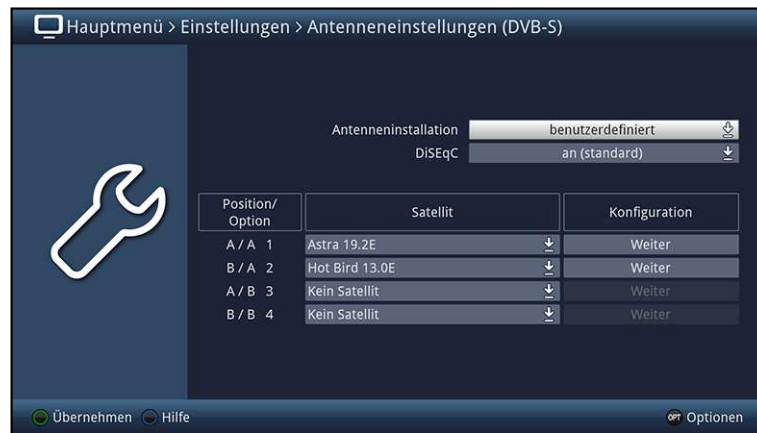 Hauptmenü > Einstellungen > Antenneneinstellungen (DVB-S)
Antenneninstallation benutzerdefiniert
DiSEqC an (standard)
Position/ Option Satellit Konfiguration
A / A 1 Astra 19.2E Weiter
B / A 2 Hot Bird 13.0E Weiter
A / B 3 Kein Satellit Weiter
B / B 4 Kein Satellit Weiter
Übernehmen Hilfe OPT Optionen